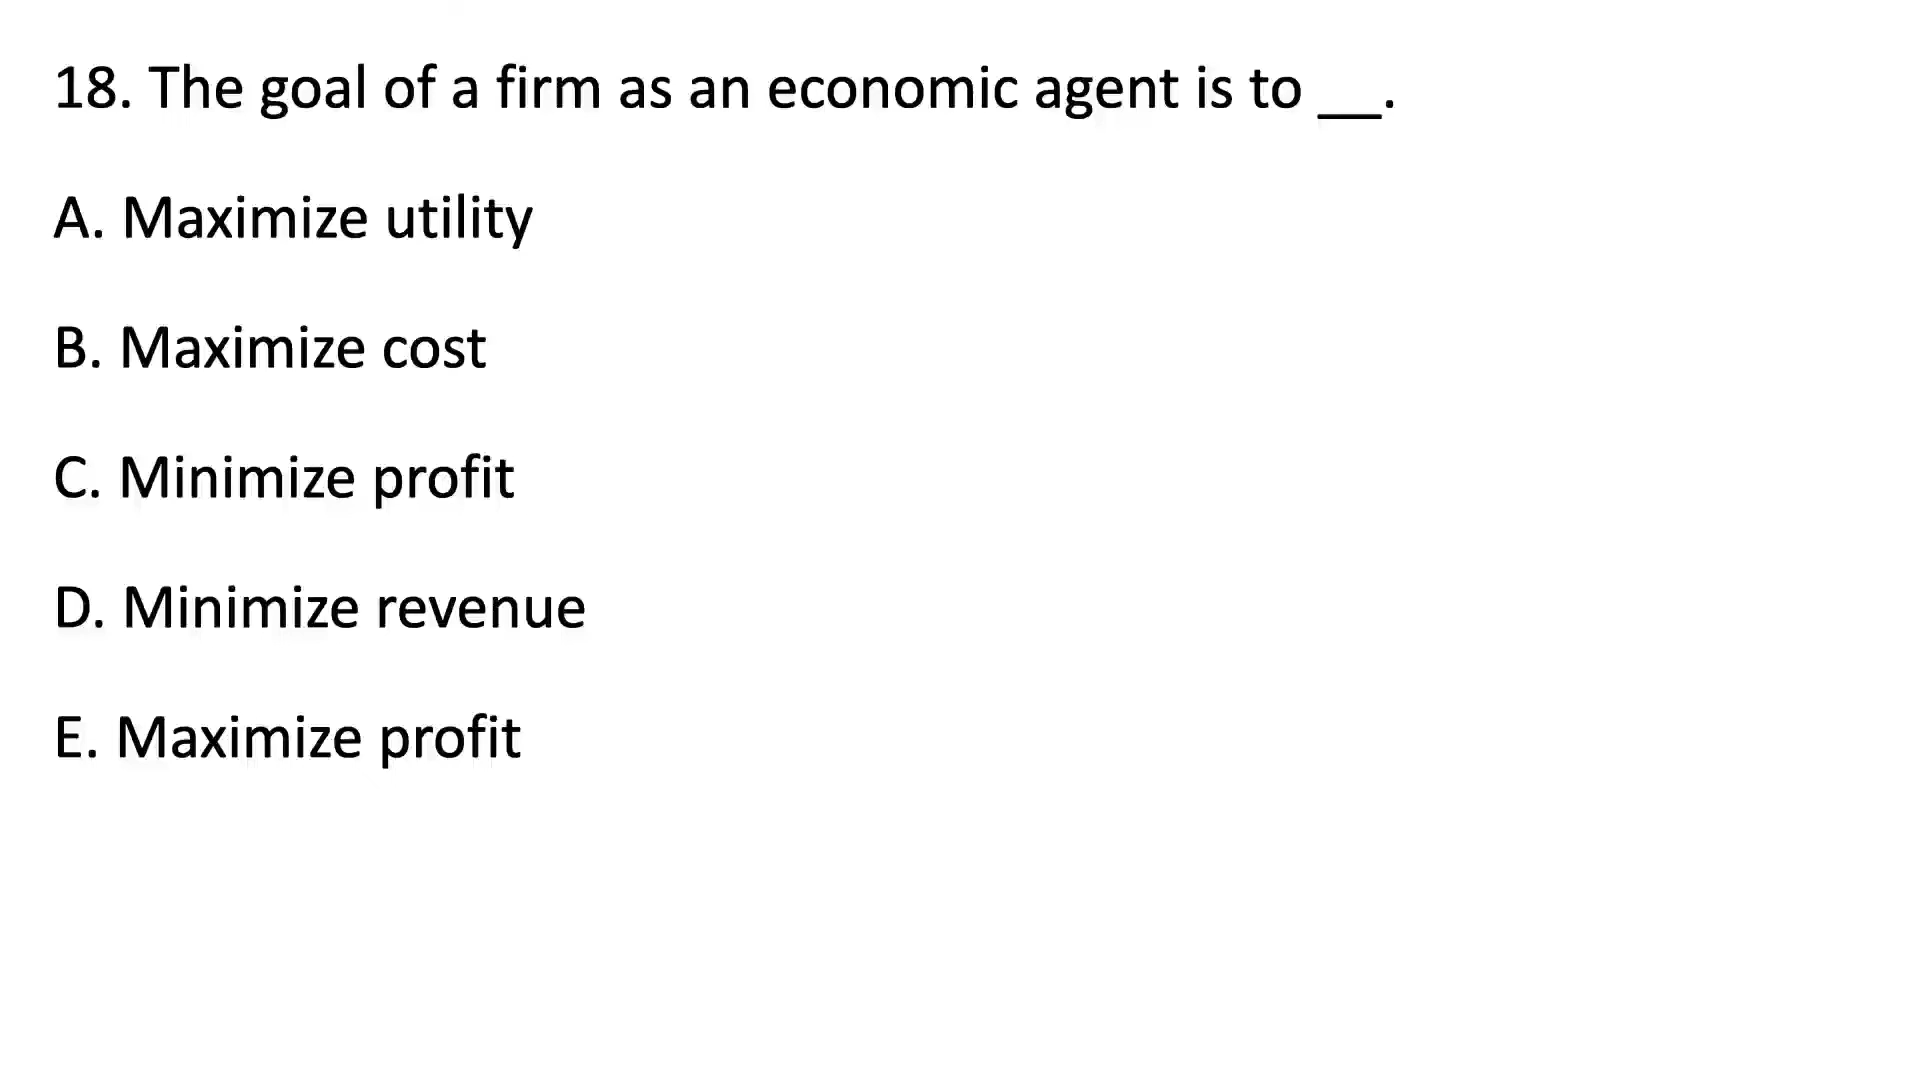 18. The goal of a firm as an economic agent is to __.
A. Maximize utility
B. Maximize cost
C. Minimize profit
D. Minimize revenue
E. Maximize profit